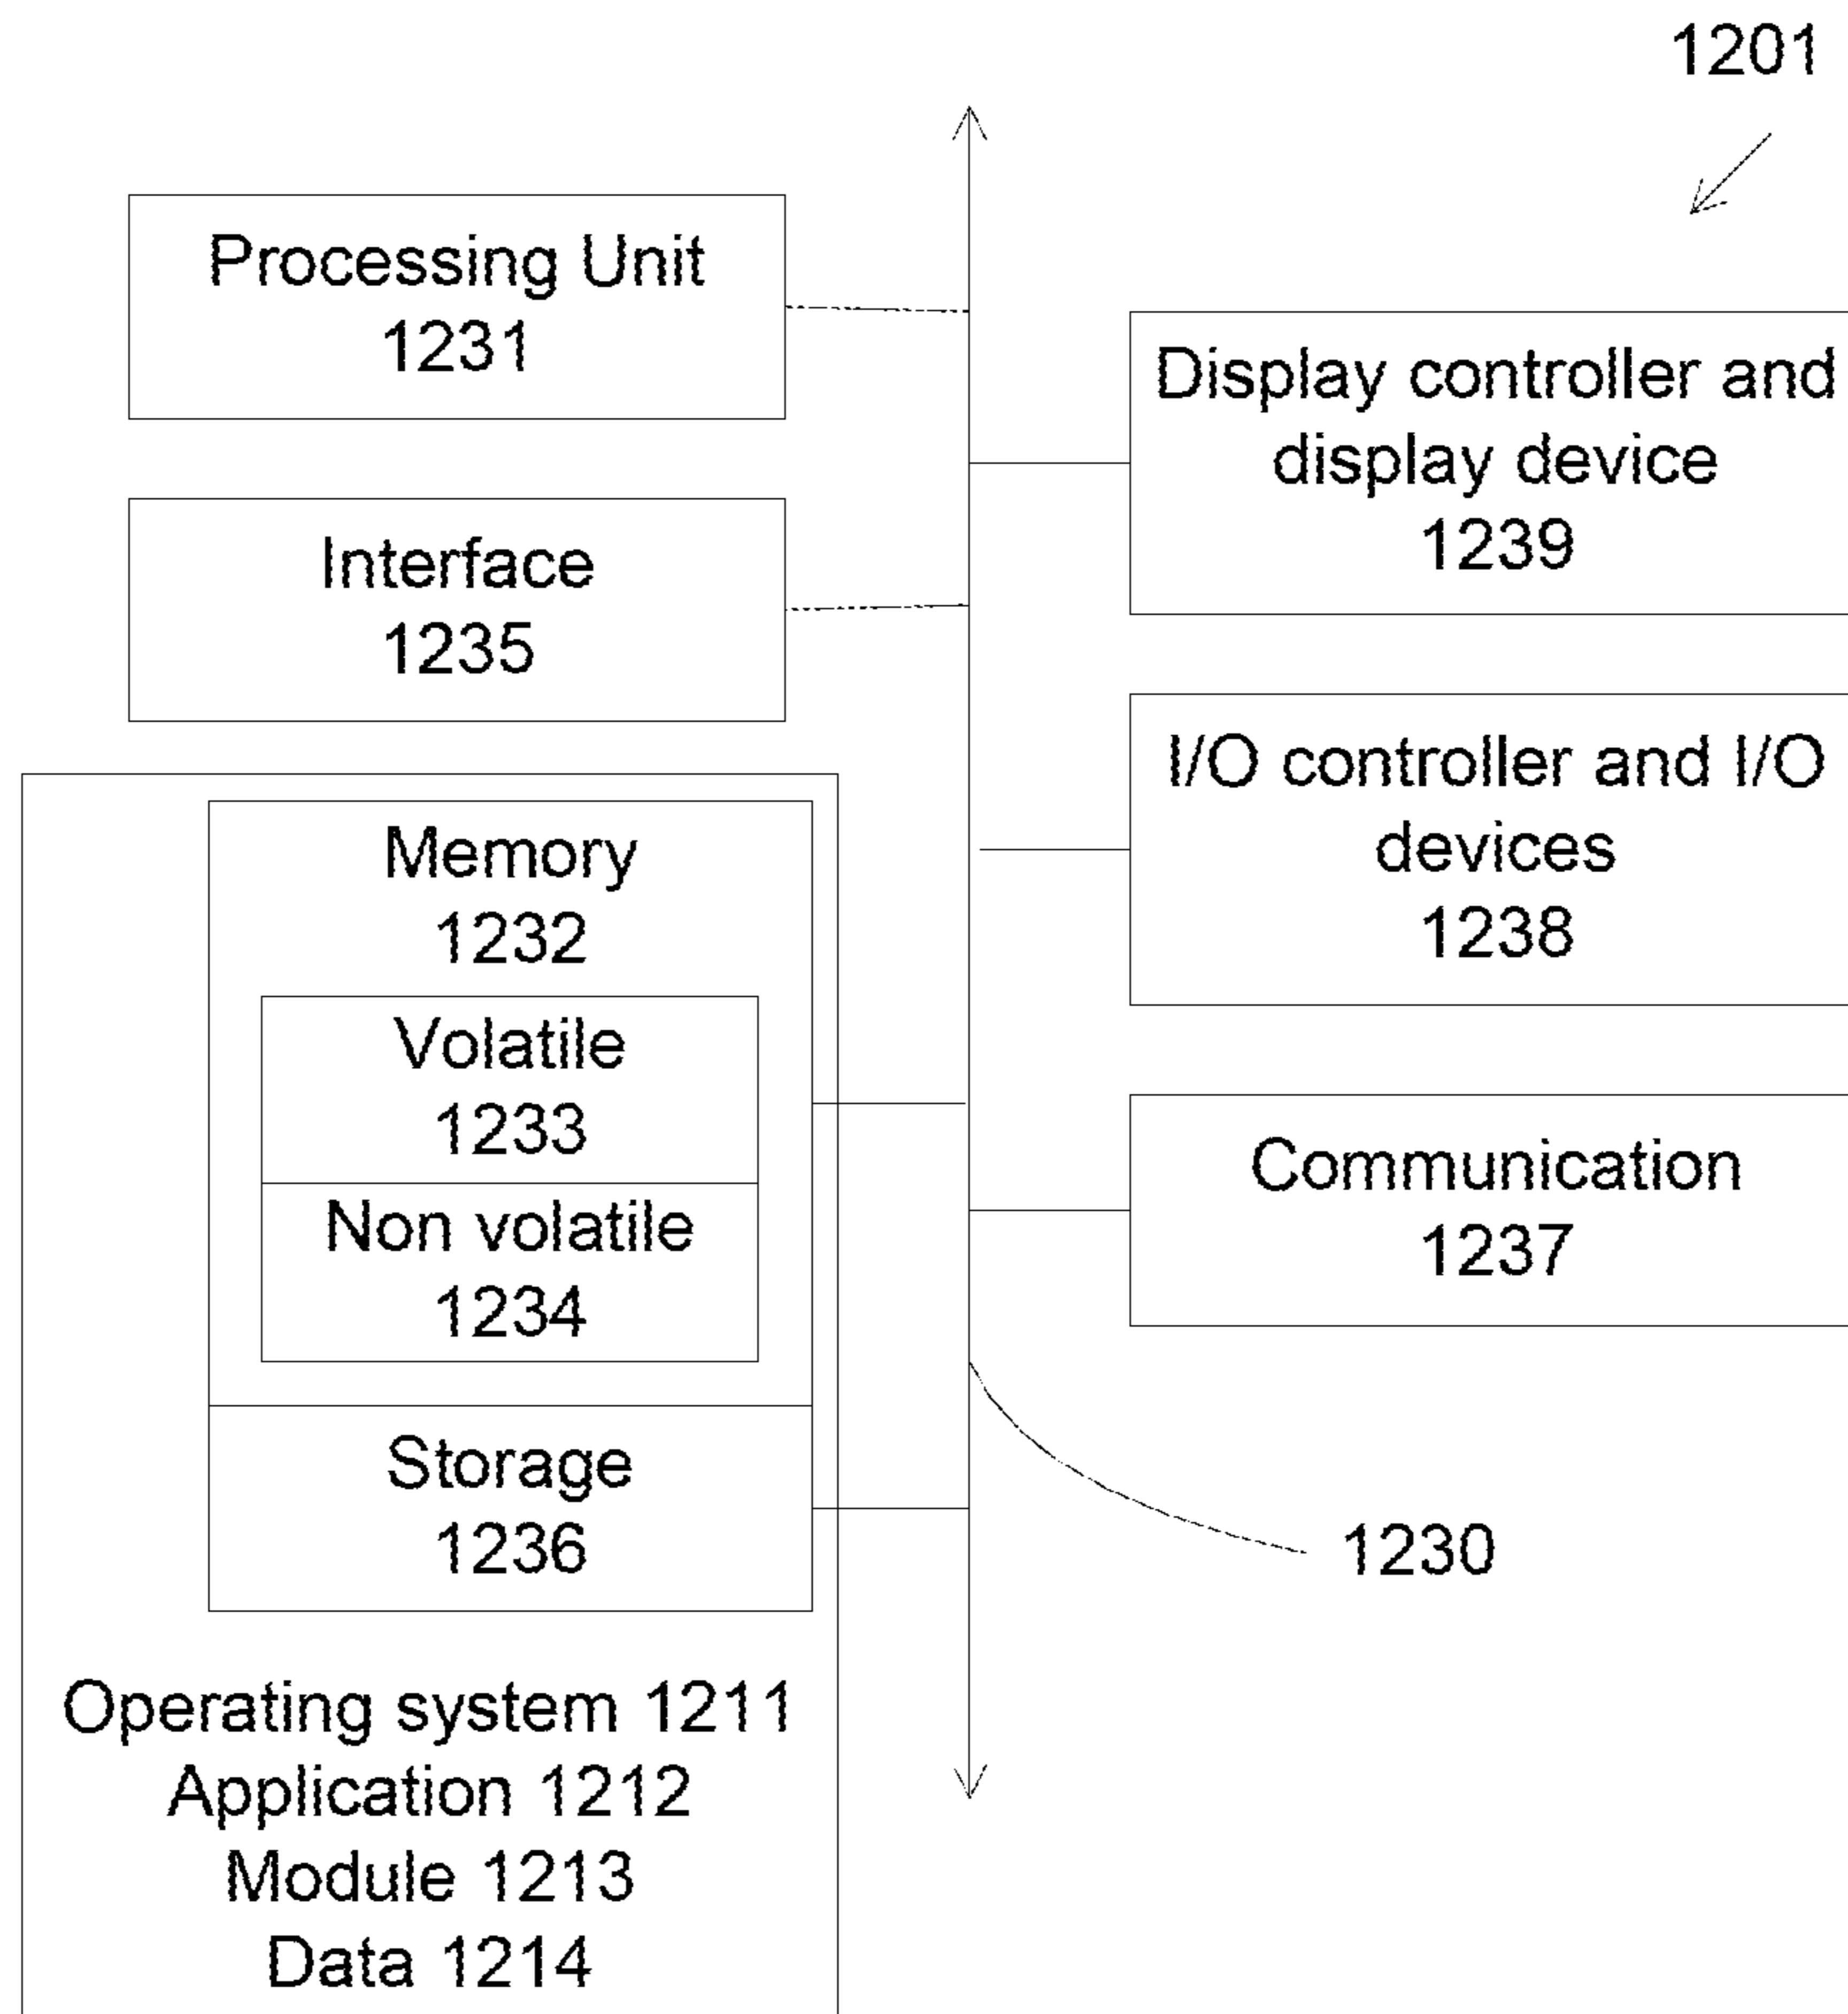 1201
Processing Unit
1231
Display controller and
display device
1239
Interface
1235
I/O controller and I/O
devices
1238
Memory
1232
Volatile
1233
Non volatile
1234
Communication
1237
Storage
1236
1230
Operating system 1211
Application 1212
Module 1213
Data 1214